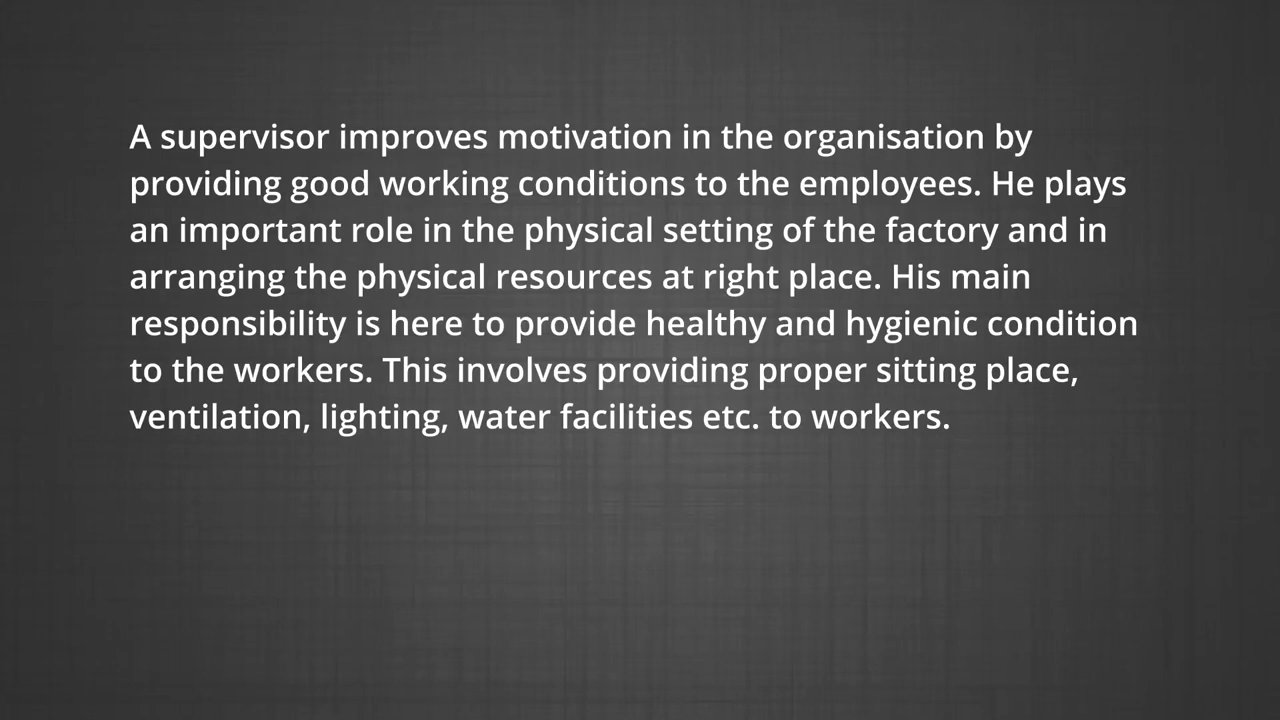 A supervisor improves motivation in the organisation by
providing good working conditions to the employees. He plays
an important role in the physical setting of the factory and in
arranging the physical resources at right place. His main
responsibility is here to provide healthy and hygienic condition
to the workers. This involves providing proper sitting place,
ventilation, lighting, water facilities etc. to workers.